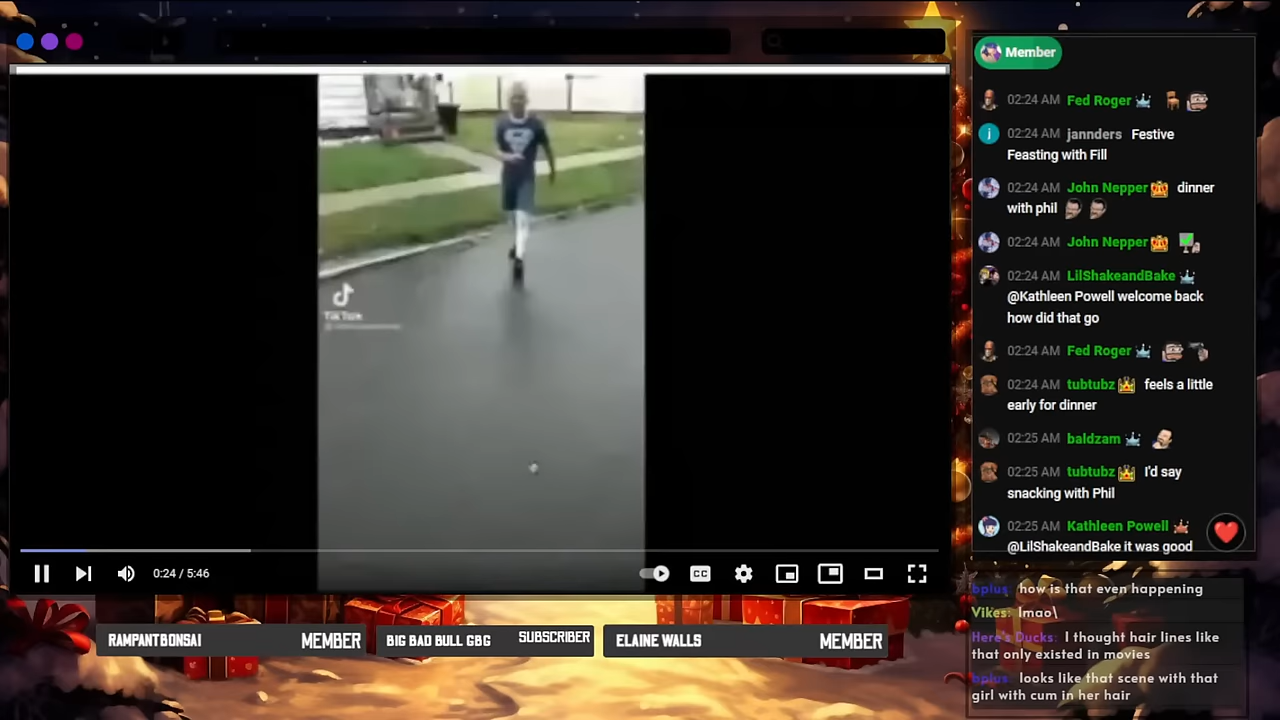 Member
02:24 AM Fed Roger
j 02:24 AM jannders Festive
Feasting with Fill
02:24 AM John Nepper dinner
with phil
02:24 AM John Nepper
02:24 AM LilShakeandBake
@Kathleen Powell welcome back
how did that go
02:24 AM Fed Roger
02:24 AM tubtubz feels a little
early for dinner
02:25 AM baldzam
02:25 AM tubtubz I'd say
snacking with Phil
02:25 AM Kathleen Powell
@LilShakeandBake it was good
TikTok
0:24 / 5:46
CC
RAMPANTBONSAI MEMBER
BIG BAD BULL GBG SUBSCRIBER
ELAINE WALLS MEMBER
bplus: how is that even happening
Vikes: lmao\
Here's Ducks: I thought hair lines like
that only existed in movies
bplus: looks like that scene with that
girl with cum in her hair